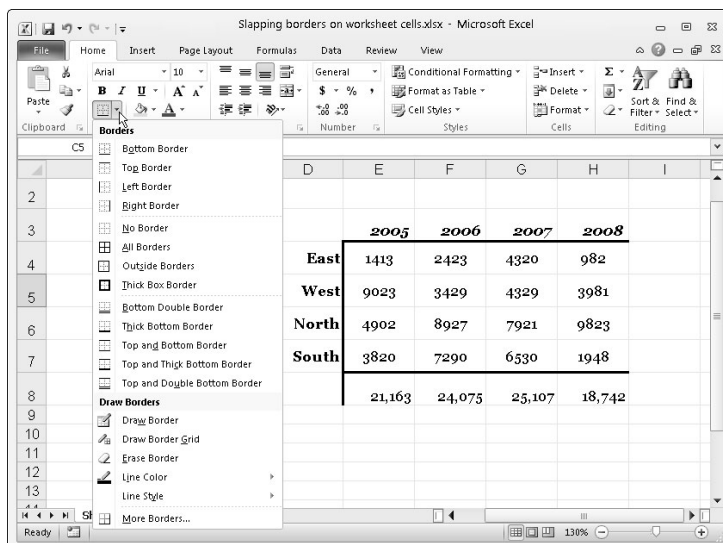 Slapping borders on worksheet cells.xlsx - Microsoft Excel
File Home Insert Page Layout Formulas Data Review View
Arial 10 General Conditional Formatting Insert Σ
Paste B I U A A $ % , Format as Table Delete Sort & Find &
A .00 .00 Cell Styles Format Filter Select
Clipboard Number Styles Cells Editing
C5
Borders
Bottom Border
Top Border
Left Border
Right Border
No Border
All Borders
Outside Borders
Thick Box Border
Bottom Double Border
Thick Bottom Border
Top and Bottom Border
Top and Thick Bottom Border
Top and Double Bottom Border
Draw Borders
Draw Border
Draw Border Grid
Erase Border
Line Color
Line Style
More Borders...
D E F G H I
2
3 2005 2006 2007 2008
4 East 1413 2423 4320 982
5 West 9023 3429 4329 3981
6 North 4902 8927 7921 9823
7 South 3820 7290 6530 1948
8 21,163 24,075 25,107 18,742
9
10
11
12
13
Ready 130%